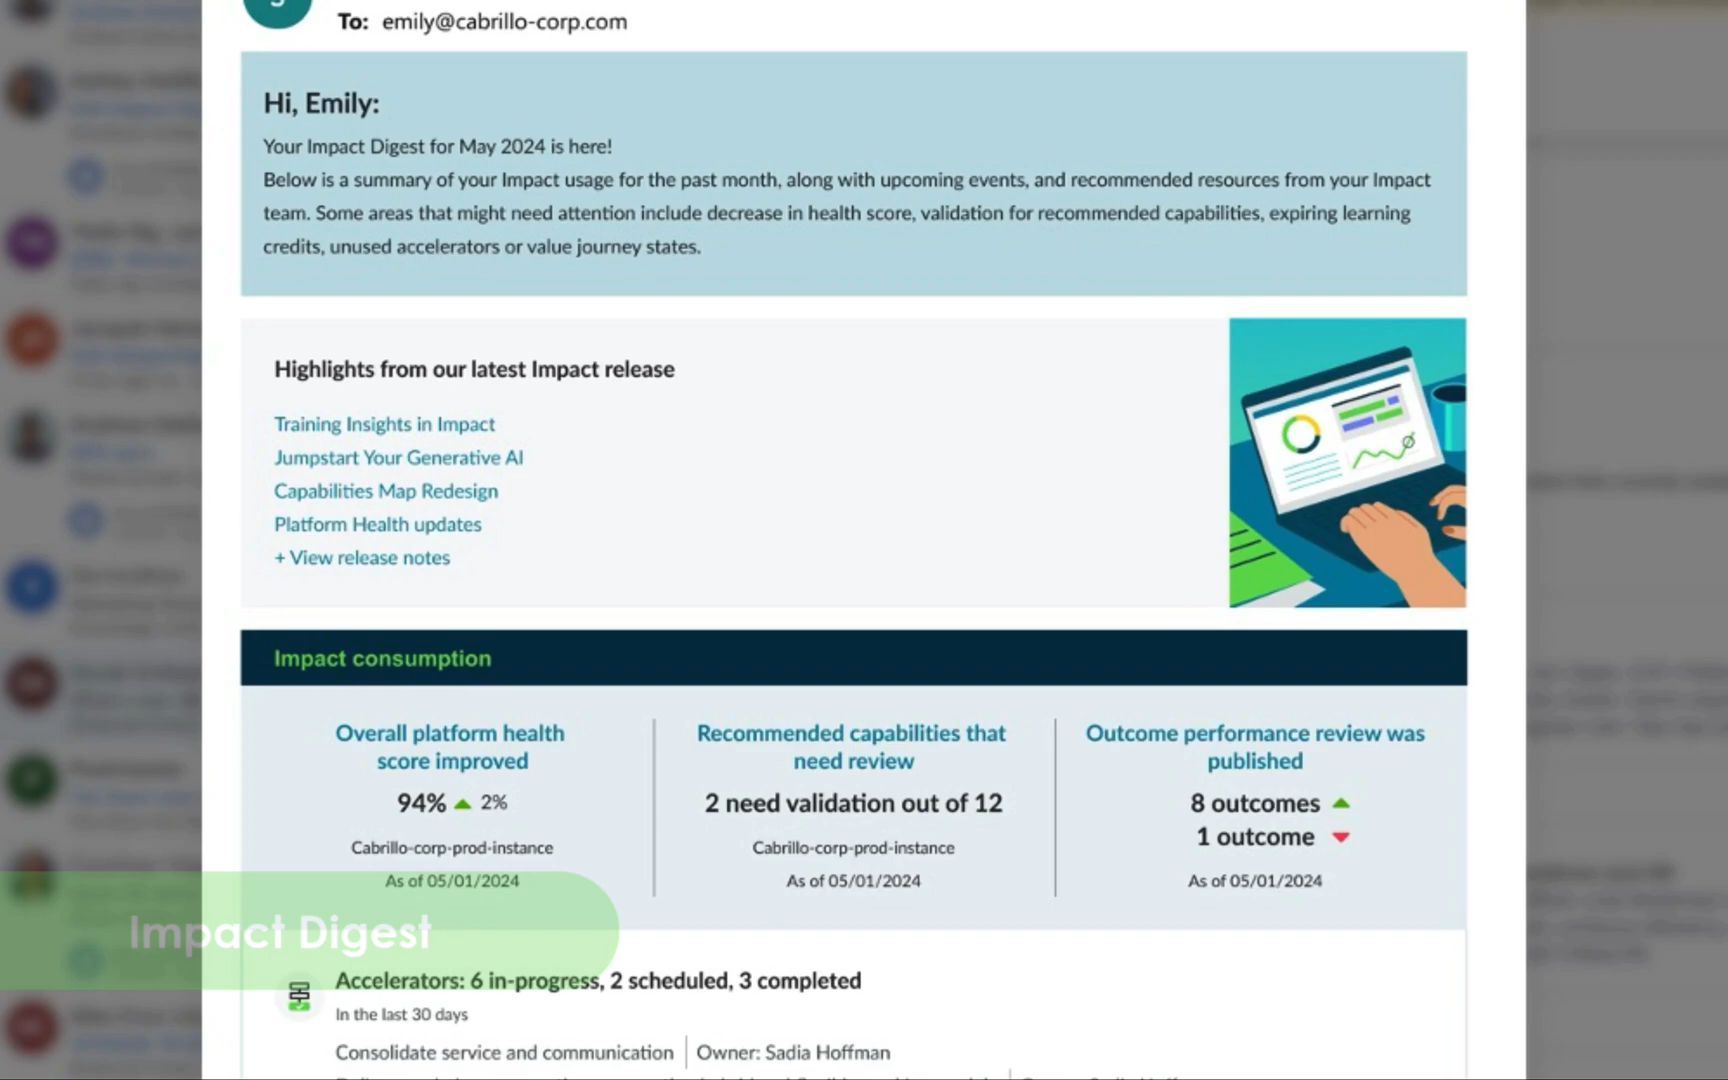 To: emily@cabrillo-corp.com
Hi, Emily:
Your Impact Digest for May 2024 is here!
Below is a summary of your Impact usage for the past month, along with upcoming events, and recommended resources from your Impact
team. Some areas that might need attention include decrease in health score, validation for recommended capabilities, expiring learning
credits, unused accelerators or value journey states.
Highlights from our latest Impact release
Training Insights in Impact
Jumpstart Your Generative AI
Capabilities Map Redesign
Platform Health updates
+ View release notes
Impact consumption
Overall platform health
score improved
94% ▲ 2%
Cabrillo-corp-prod-instance
As of 05/01/2024
Recommended capabilities that
need review
2 need validation out of 12
Cabrillo-corp-prod-instance
As of 05/01/2024
Outcome performance review was
published
8 outcomes ▲
1 outcome ▼
As of 05/01/2024
Impact Digest
Accelerators: 6 in-progress, 2 scheduled, 3 completed
In the last 30 days
Consolidate service and communication | Owner: Sadia Hoffman